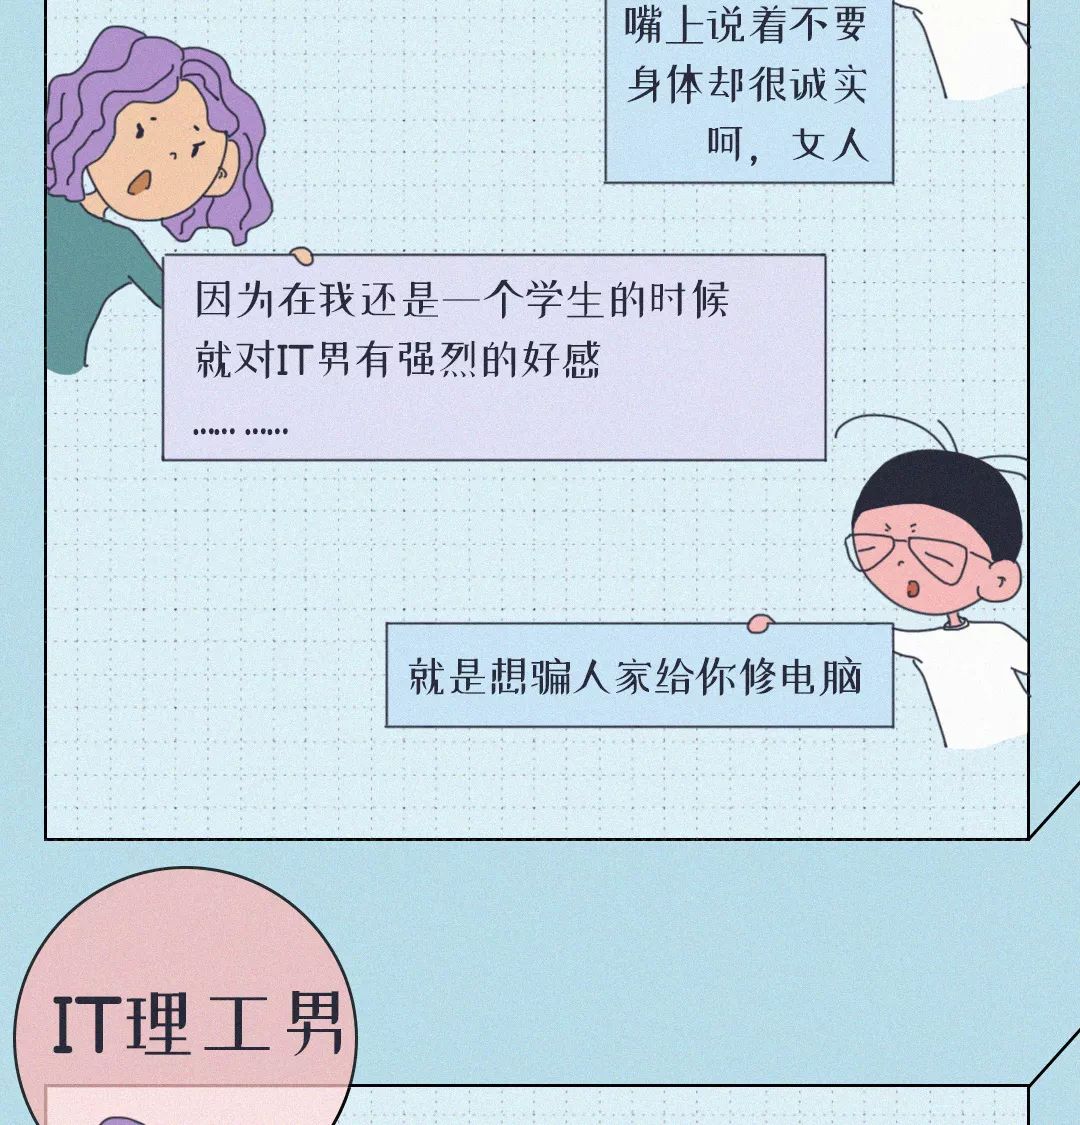 嘴上说着不要
身体却很诚实
呵，女人
因为在我还是一个学生的时候
就对IT男有强烈的好感
…… ……
就是想骗人家给你修电脑
IT理工男